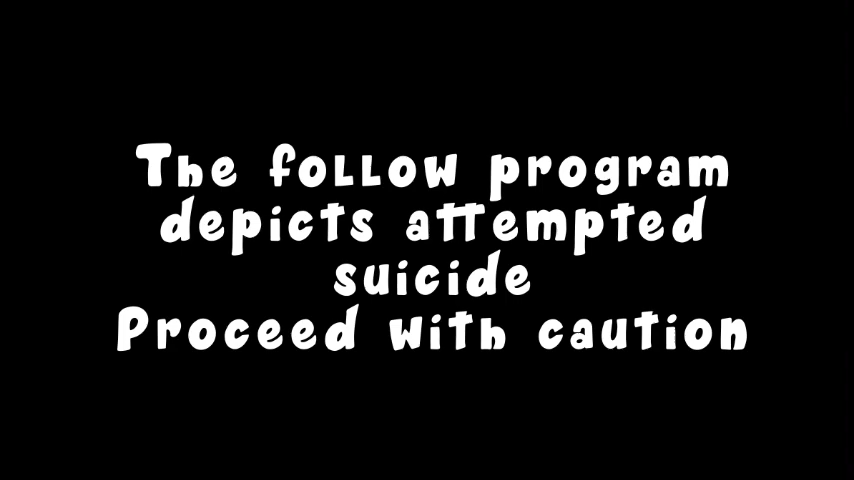 The follow program
depicts attempted
suicide
Proceed with caution